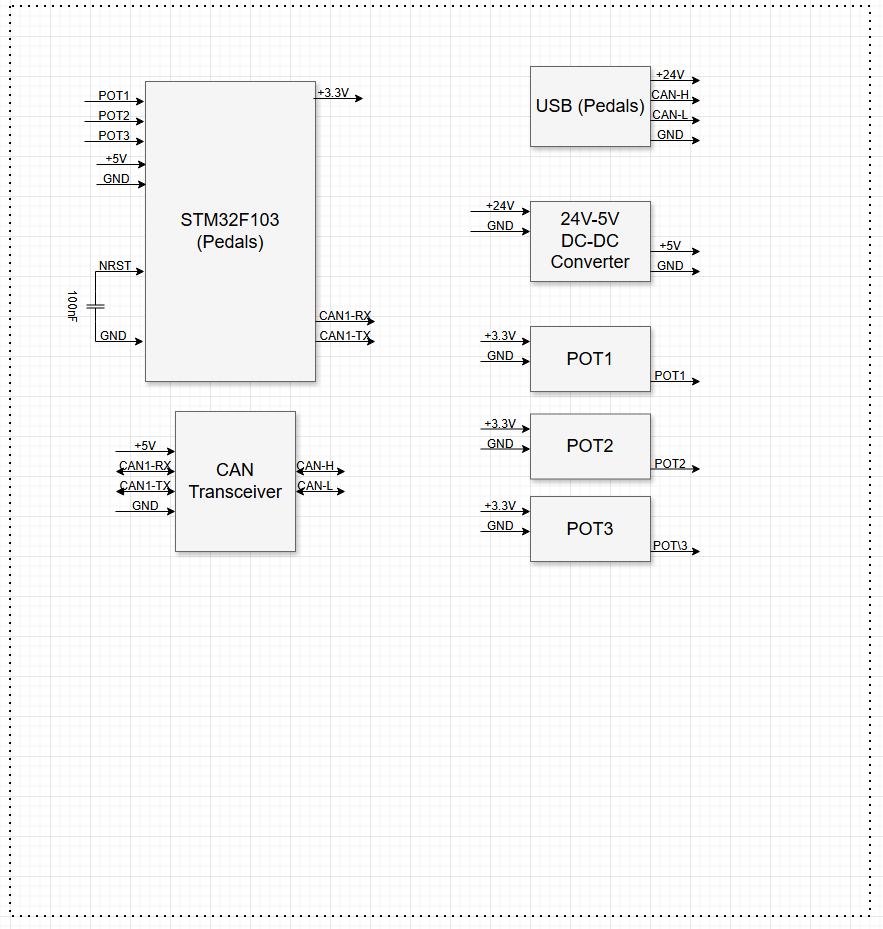 POT1
POT2
POT3
+5V
GND
NRST
100nF
GND
STM32F103
(Pedals)
+3.3V
CAN1-RX
CAN1-TX
+5V
CAN1-RX
CAN1-TX
GND
CAN
Transceiver
CAN-H
CAN-L
USB (Pedals)
+24V
CAN-H
CAN-L
GND
+24V
GND
24V-5V
DC-DC
Converter
+5V
GND
+3.3V
GND
POT1
POT1
+3.3V
GND
POT2
POT2
+3.3V
GND
POT3
POT\3